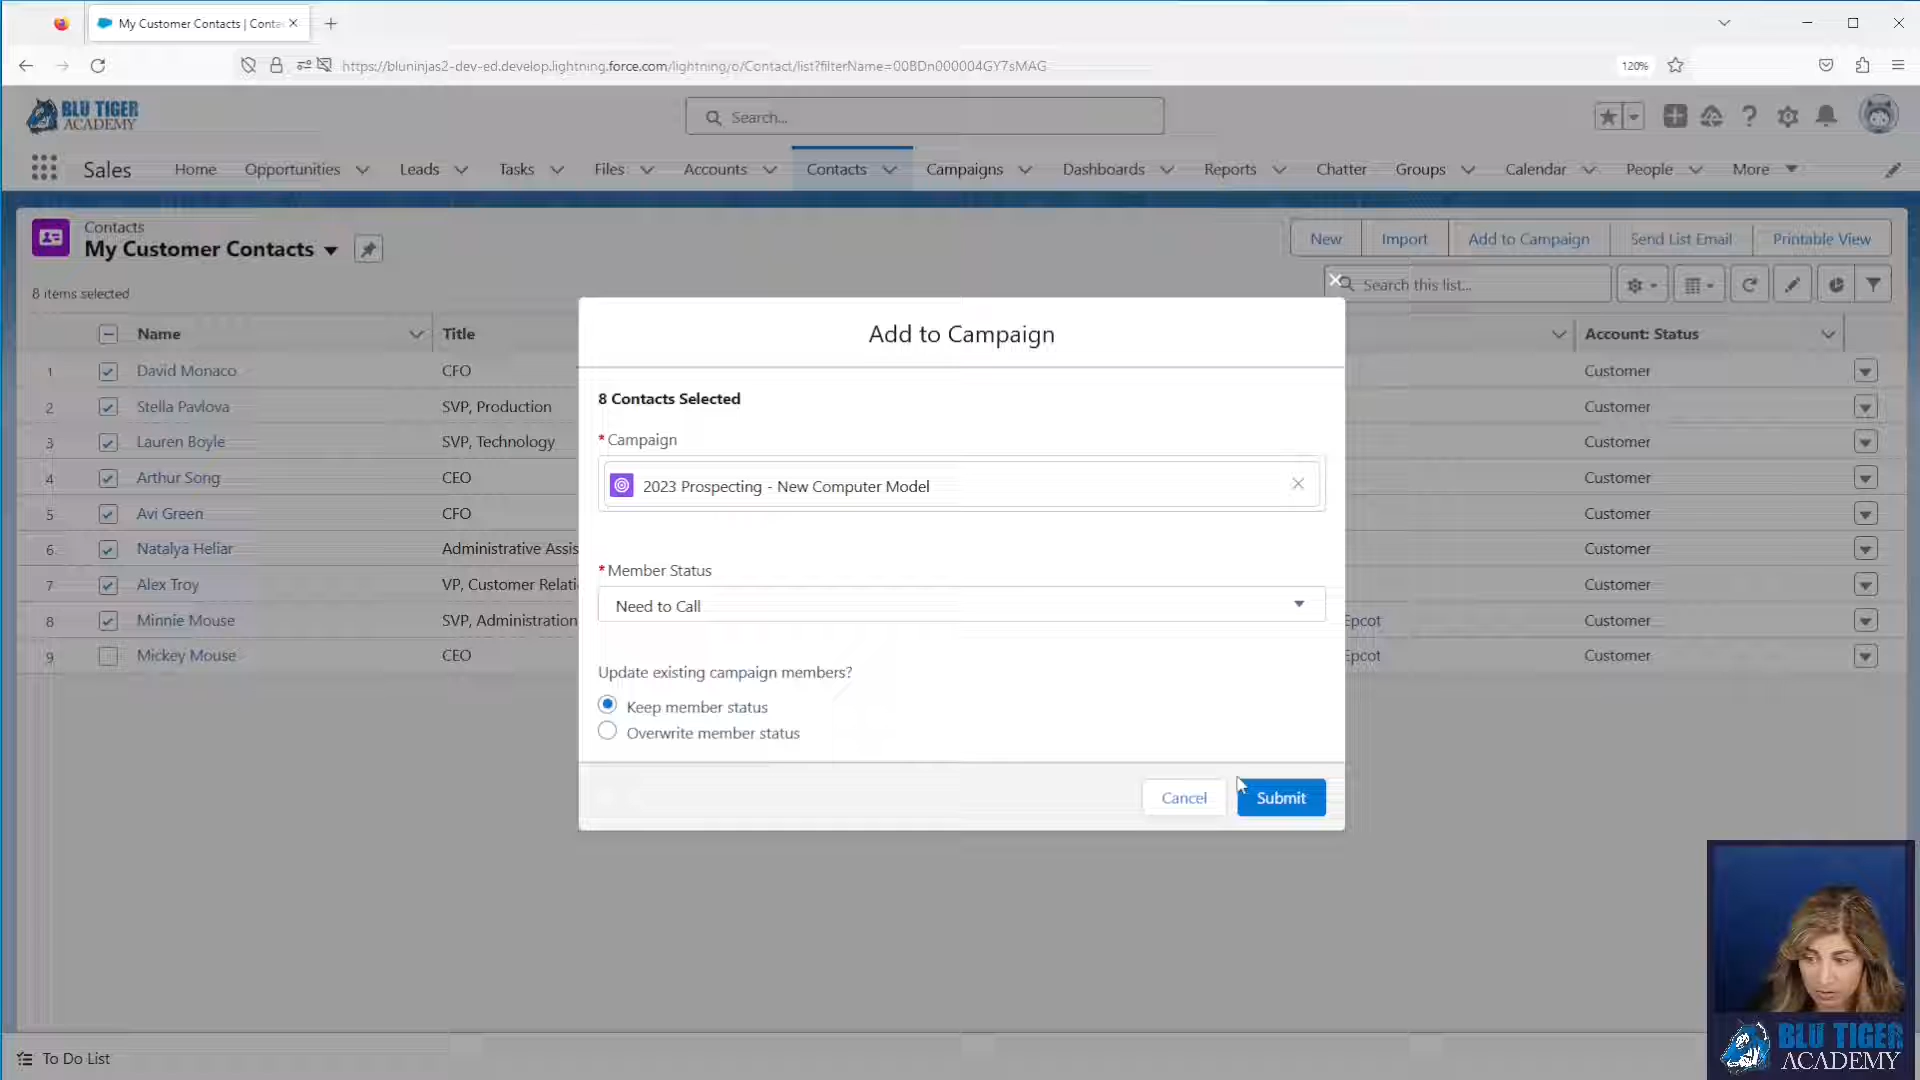 My Customer Contacts | Conta
https://bluninjas2-dev-ed.develop.lightning.force.com/lightning/o/Contact/list?filterName=00BDn000004GY7sMAG
120%
BLU TIGER
ACADEMY
Search...
Sales
Home
Opportunities
Leads
Tasks
Files
Accounts
Contacts
Campaigns
Dashboards
Reports
Chatter
Groups
Calendar
People
More
Contacts
My Customer Contacts
New
Import
Add to Campaign
Send List Email
Printable View
8 items selected
Search this list...
Name
Title
Account: Status
1 David Monaco CFO Customer
2 Stella Pavlova SVP, Production Customer
3 Lauren Boyle SVP, Technology Customer
4 Arthur Song CEO Customer
5 Avi Green CFO Customer
6 Natalya Heliar Administrative Assis Customer
7 Alex Troy VP, Customer Relati Customer
8 Minnie Mouse SVP, Administration Epcot Customer
9 Mickey Mouse CEO Epcot Customer
Add to Campaign
8 Contacts Selected
* Campaign
2023 Prospecting - New Computer Model
* Member Status
Need to Call
Update existing campaign members?
Keep member status
Overwrite member status
Cancel
Submit
To Do List
BLU TIGER
ACADEMY